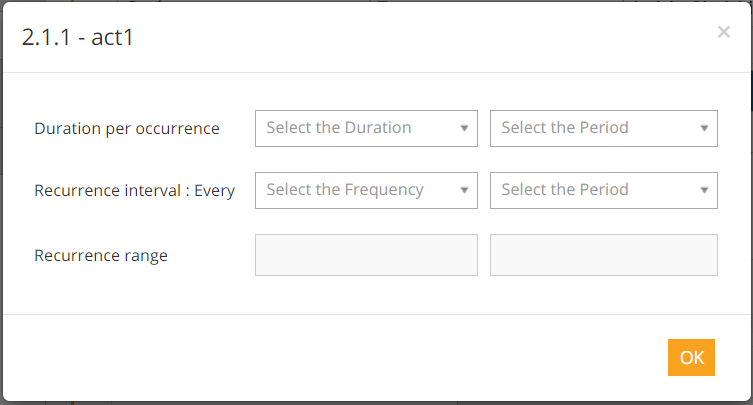 2.1.1 - act1
×
Duration per occurrence Select the Duration Select the Period
Recurrence interval : Every Select the Frequency Select the Period
Recurrence range
OK